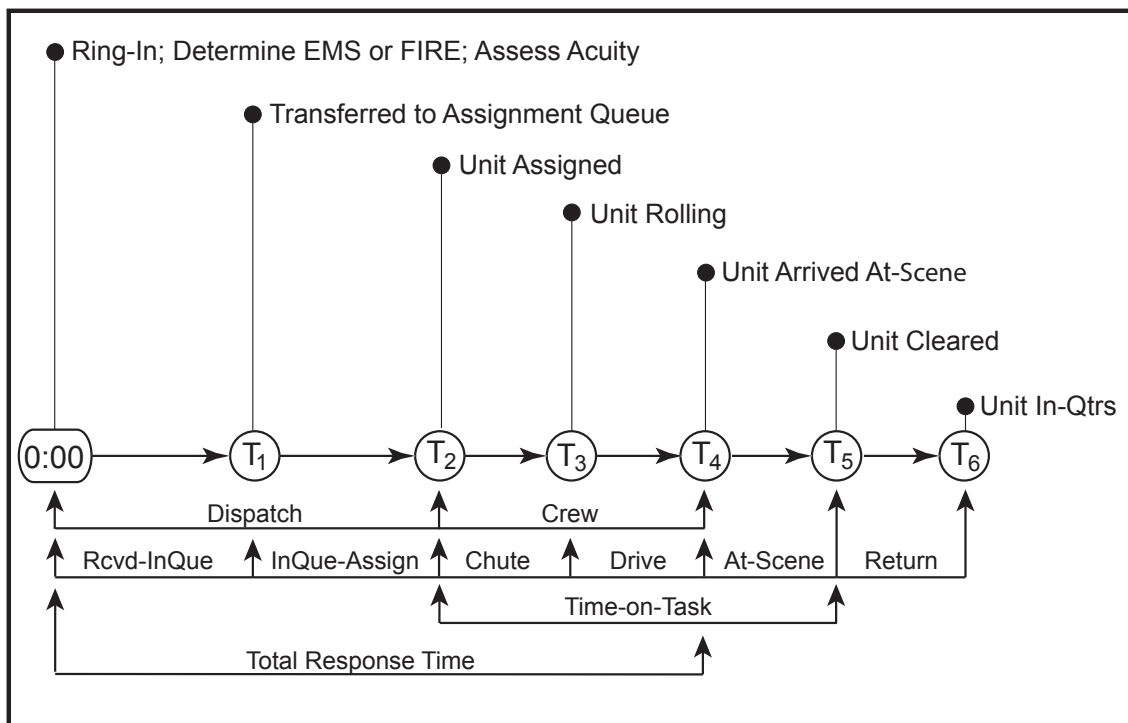 Ring-In; Determine EMS or FIRE; Assess Acuity
Transferred to Assignment Queue
Unit Assigned
Unit Rolling
Unit Arrived At-Scene
Unit Cleared
Unit In-Qtrs
0:00 T1 T2 T3 T4 T5 T6
Dispatch Crew
Rcvd-InQue InQue-Assign Chute Drive At-Scene Return
Time-on-Task
Total Response Time